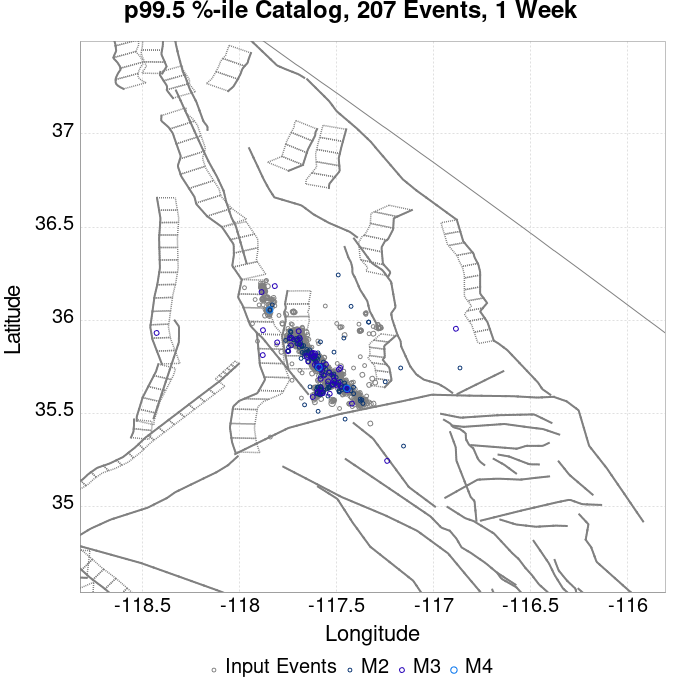 p99.5 %-ile Catalog, 207 Events, 1 Week
37
36.5
36
35.5
35
Latitude
-118.5 -118 -117.5 -117 -116.5 -116
Longitude
Input Events M2 M3 M4